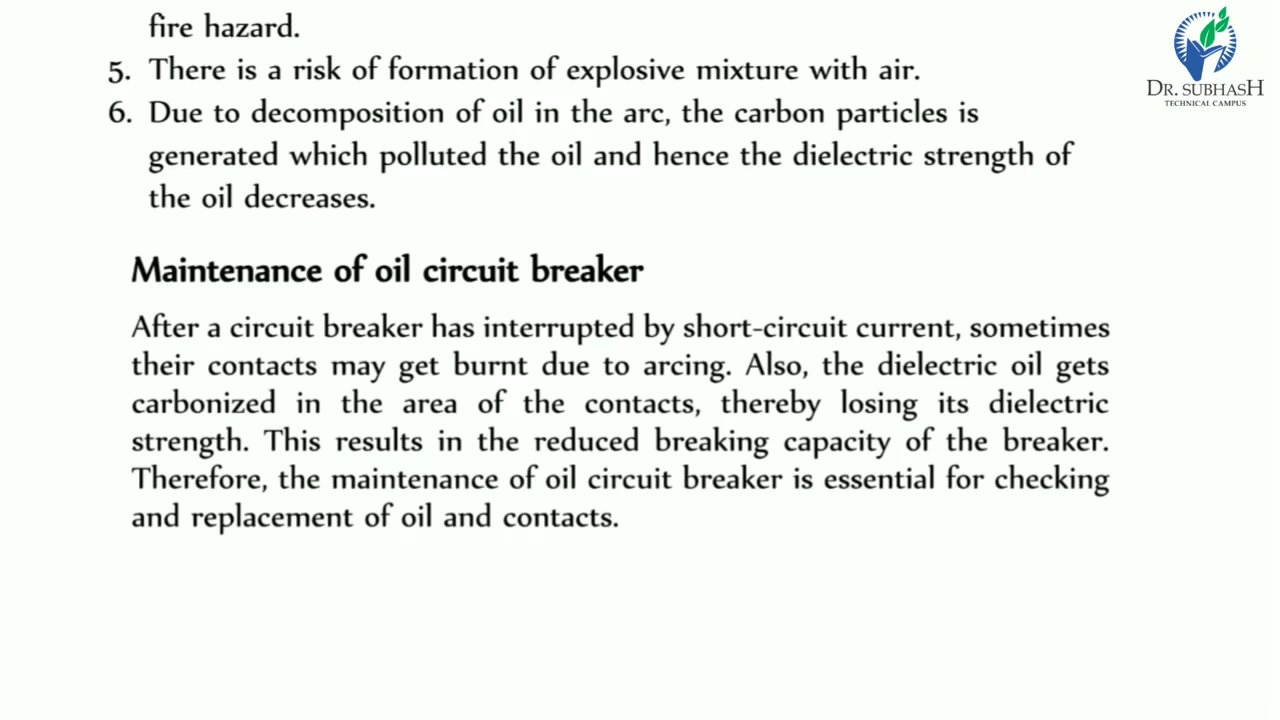 fire hazard.
5. There is a risk of formation of explosive mixture with air.
6. Due to decomposition of oil in the arc, the carbon particles is
generated which polluted the oil and hence the dielectric strength of
the oil decreases.
Maintenance of oil circuit breaker
After a circuit breaker has interrupted by short-circuit current, sometimes
their contacts may get burnt due to arcing. Also, the dielectric oil gets
carbonized in the area of the contacts, thereby losing its dielectric
strength. This results in the reduced breaking capacity of the breaker.
Therefore, the maintenance of oil circuit breaker is essential for checking
and replacement of oil and contacts.
DR. SUBHASH
TECHNICAL CAMPUS